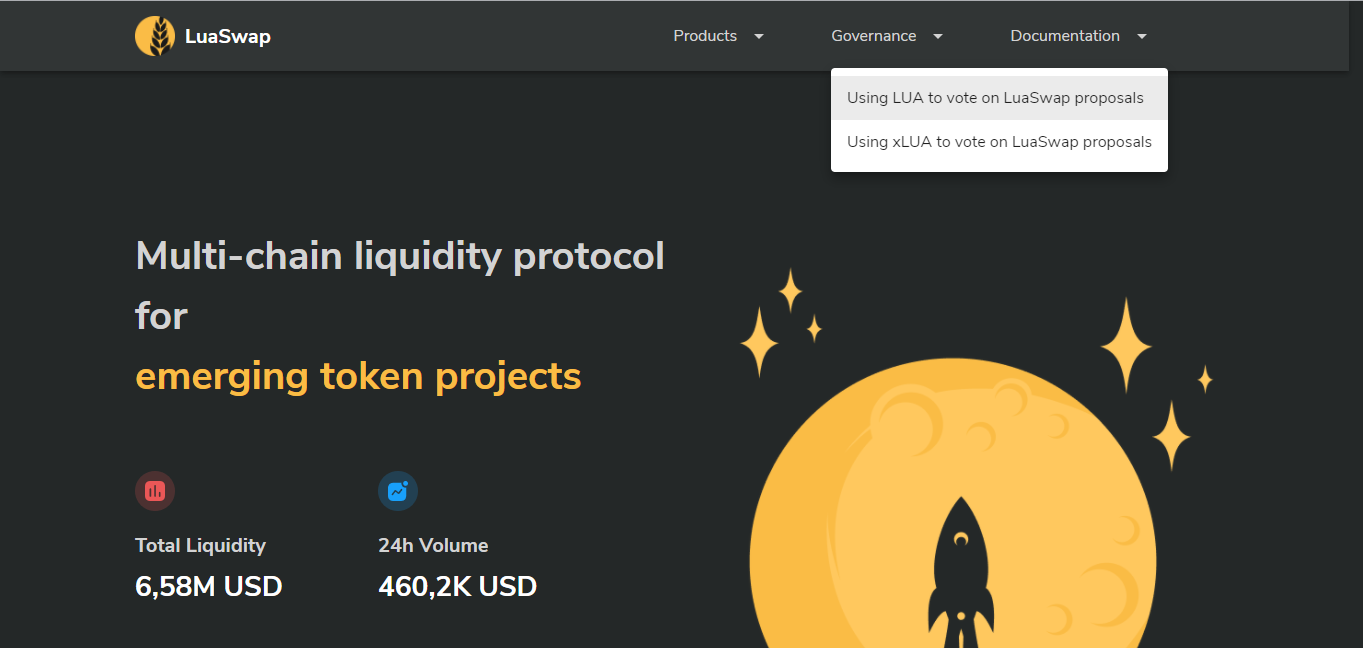 LuaSwap
Products
Governance
Documentation
Using LUA to vote on LuaSwap proposals
Using xLUA to vote on LuaSwap proposals
Multi-chain liquidity protocol
for
emerging token projects
Total Liquidity
6,58M USD
24h Volume
460,2K USD